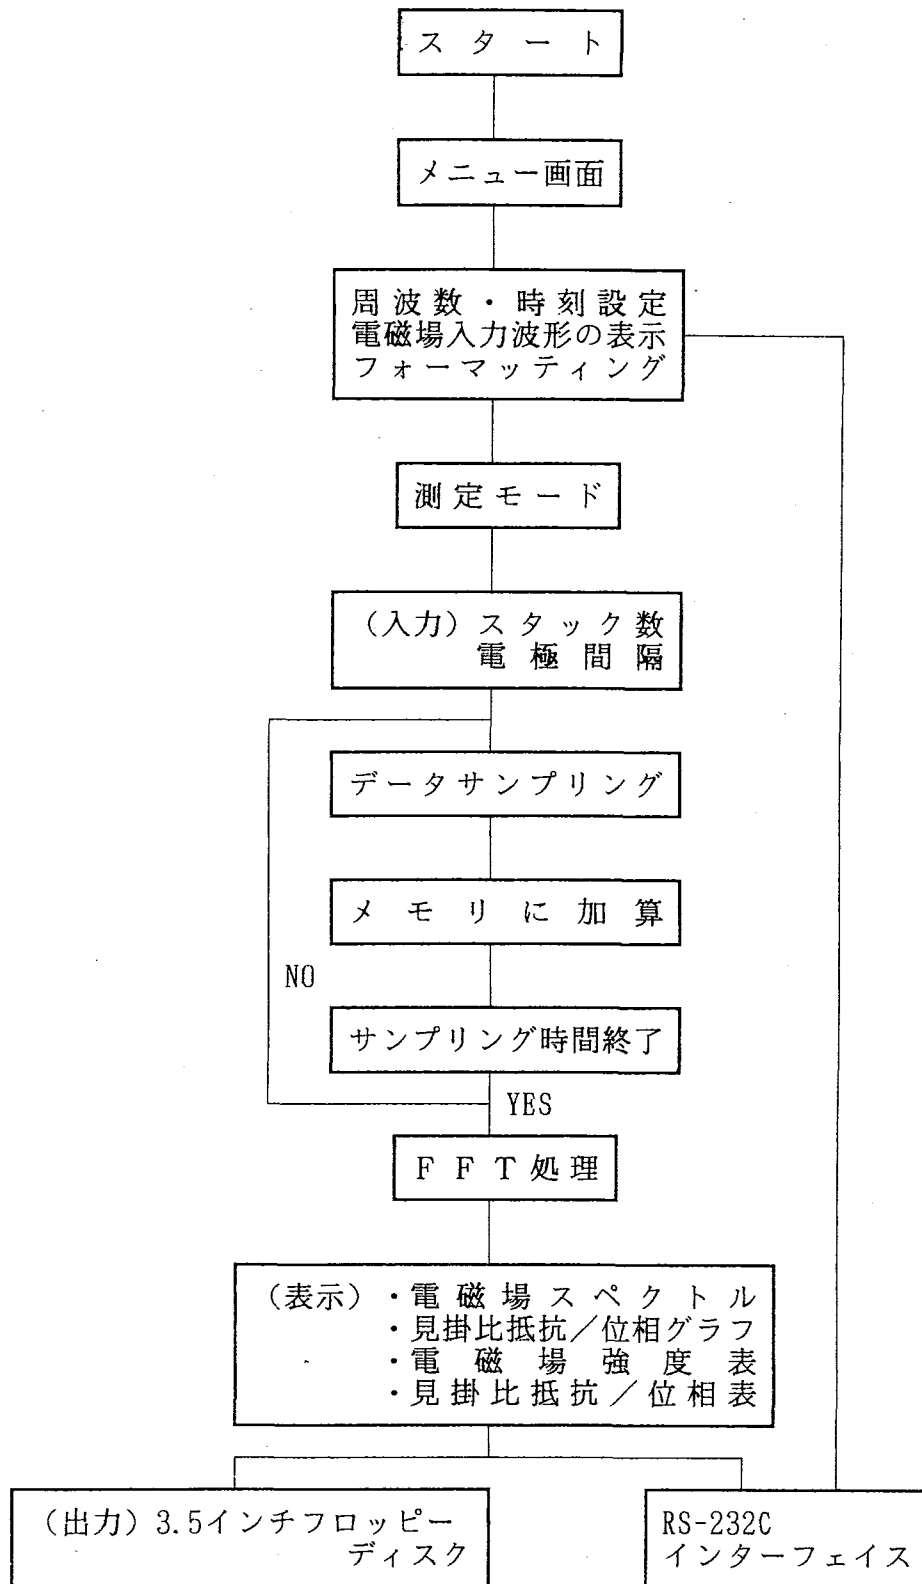 スタート
メニュー画面
周波数・時刻設定
電磁場入力波形の表示
フォーマッティング
測定モード
(入力)スタック数
電極間隔
データサンプリング
メモリに加算
NO
サンプリング時間終了
YES
FFT処理
(表示)・電磁場スペクトル
・見掛比抵抗/位相グラフ
・電磁場強度表
・見掛比抵抗/位相表
(出力)3.5インチフロッピー
ディスク
RS-232C
インターフェイス